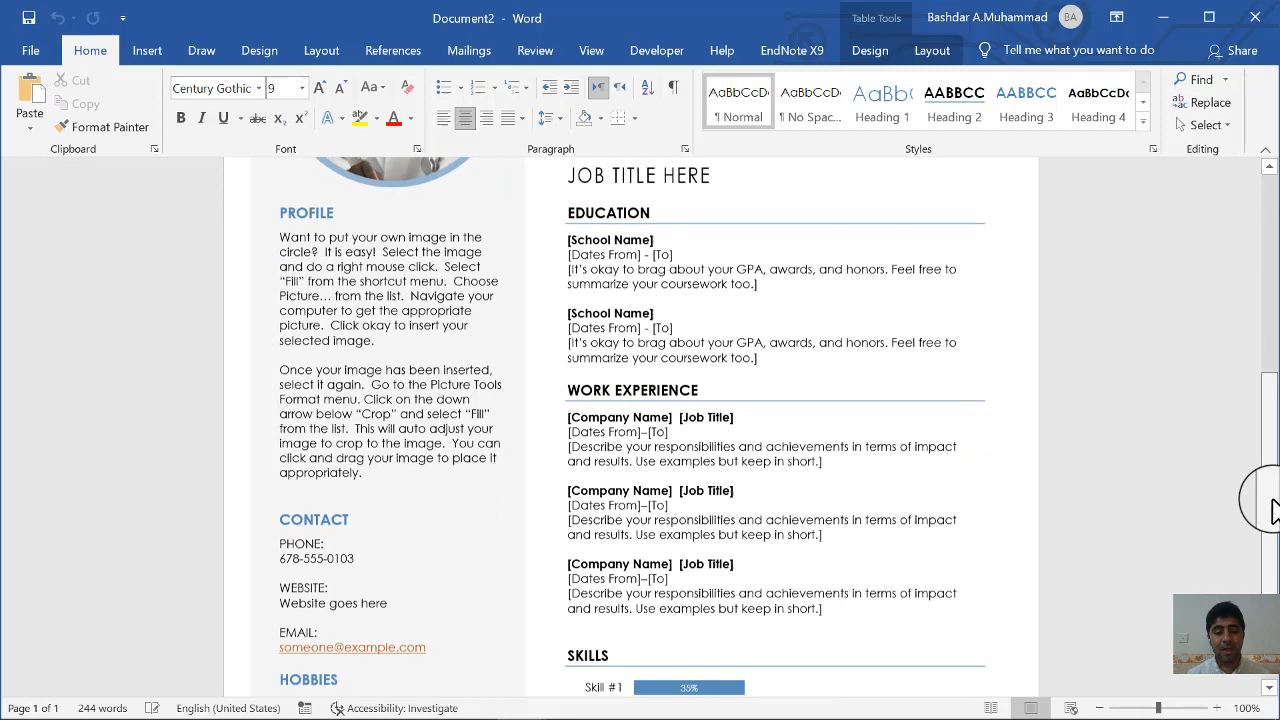 Document2 - Word
Table Tools
Bashdar A.Muhammad
BA
File
Home
Insert
Draw
Design
Layout
References
Mailings
Review
View
Developer
Help
EndNote X9
Design
Layout
Tell me what you want to do
Share
Paste
Cut
Copy
Format Painter
Clipboard
Century Gothic
9
Font
Paragraph
AaBbCcDc
¶ Normal
AaBbCcDc
¶ No Spac...
AaBbCc
Heading 1
AABBCC
Heading 2
AABBCC
Heading 3
AaBbCcDc
Heading 4
Styles
Find
Replace
Select
Editing
PROFILE
Want to put your own image in the
circle?  It is easy!  Select the image
and do a right mouse click.  Select
“Fill” from the shortcut menu.  Choose
Picture… from the list.  Navigate your
computer to get the appropriate
picture.  Click okay to insert your
selected image.
Once your image has been inserted,
select it again.  Go to the Picture Tools
Format menu. Click on the down
arrow below “Crop” and select “Fill”
from the list.  This will auto adjust your
image to crop to the image.  You can
click and drag your image to place it
appropriately.
CONTACT
PHONE:
678-555-0103
WEBSITE:
Website goes here
EMAIL:
someone@example.com
HOBBIES
JOB TITLE HERE
EDUCATION
[School Name]
[Dates From] - [To]
[It’s okay to brag about your GPA, awards, and honors. Feel free to
summarize your coursework too.]
[School Name]
[Dates From] - [To]
[It’s okay to brag about your GPA, awards, and honors. Feel free to
summarize your coursework too.]
WORK EXPERIENCE
[Company Name]  [Job Title]
[Dates From]–[To]
[Describe your responsibilities and achievements in terms of impact
and results. Use examples but keep in short.]
[Company Name]  [Job Title]
[Dates From]–[To]
[Describe your responsibilities and achievements in terms of impact
and results. Use examples but keep in short.]
[Company Name]  [Job Title]
[Dates From]–[To]
[Describe your responsibilities and achievements in terms of impact
and results. Use examples but keep in short.]
SKILLS
Skill #1
35%
Page 1 of 1
244 words
English (United States)
Accessibility: Investigate
100%